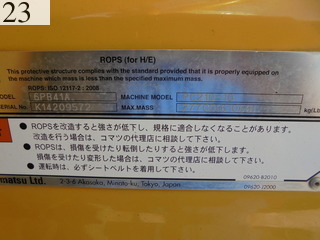 23
ROPS (for H/E)
This protective structure complies with the standard provided that it is properly equipped on
the machine which mass is less than the specified maximum mass.
ROPS: ISO 12117-2 : 2008
MODEL 6PB41A MACHINE MODEL
SERIAL No K14209572 MAX.MASS kg(Lb
● ROPSを改造すると強さが低下し、規格に適合しなくなることがあります。
改造を行う場合は、コマツの代理店に相談して下さい。
● ROPSは、損傷を受けたり転倒したりすると強さが低下します。
損傷を受けたり変形した場合は、コマツの代理店に相談して下さい。
● 運転時は、必ずシートベルトを着用して下さい。
09620-B2010
matsu Ltd. 2-3-6 Akasaka, Minato-ku, Tokyo, Japan 09620-J2000